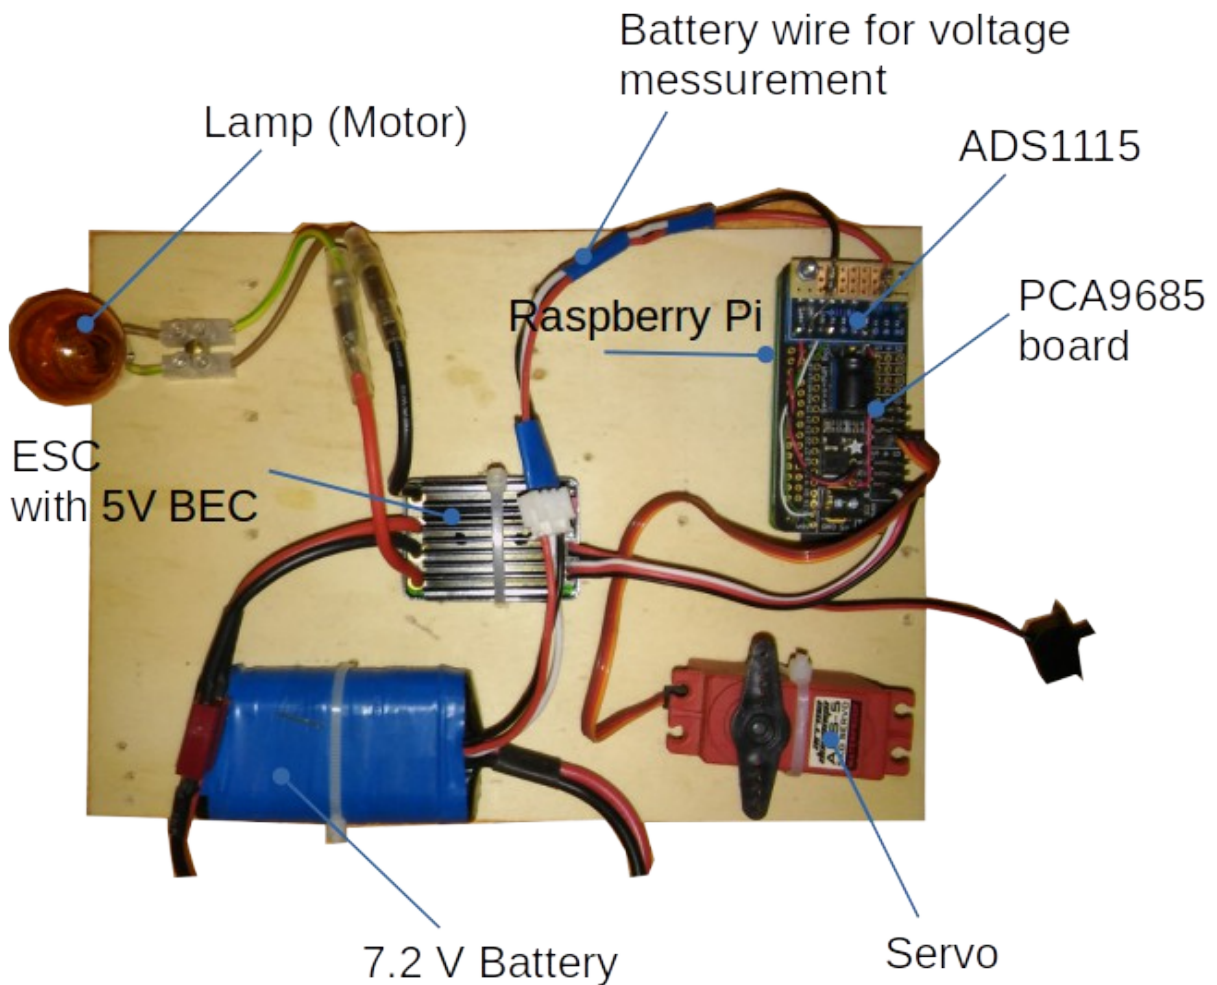 Battery wire for voltage
messurement
Lamp (Motor)
ADS1115
PCA9685
board
Raspberry Pi
ESC
with 5V BEC
7.2 V Battery
Servo